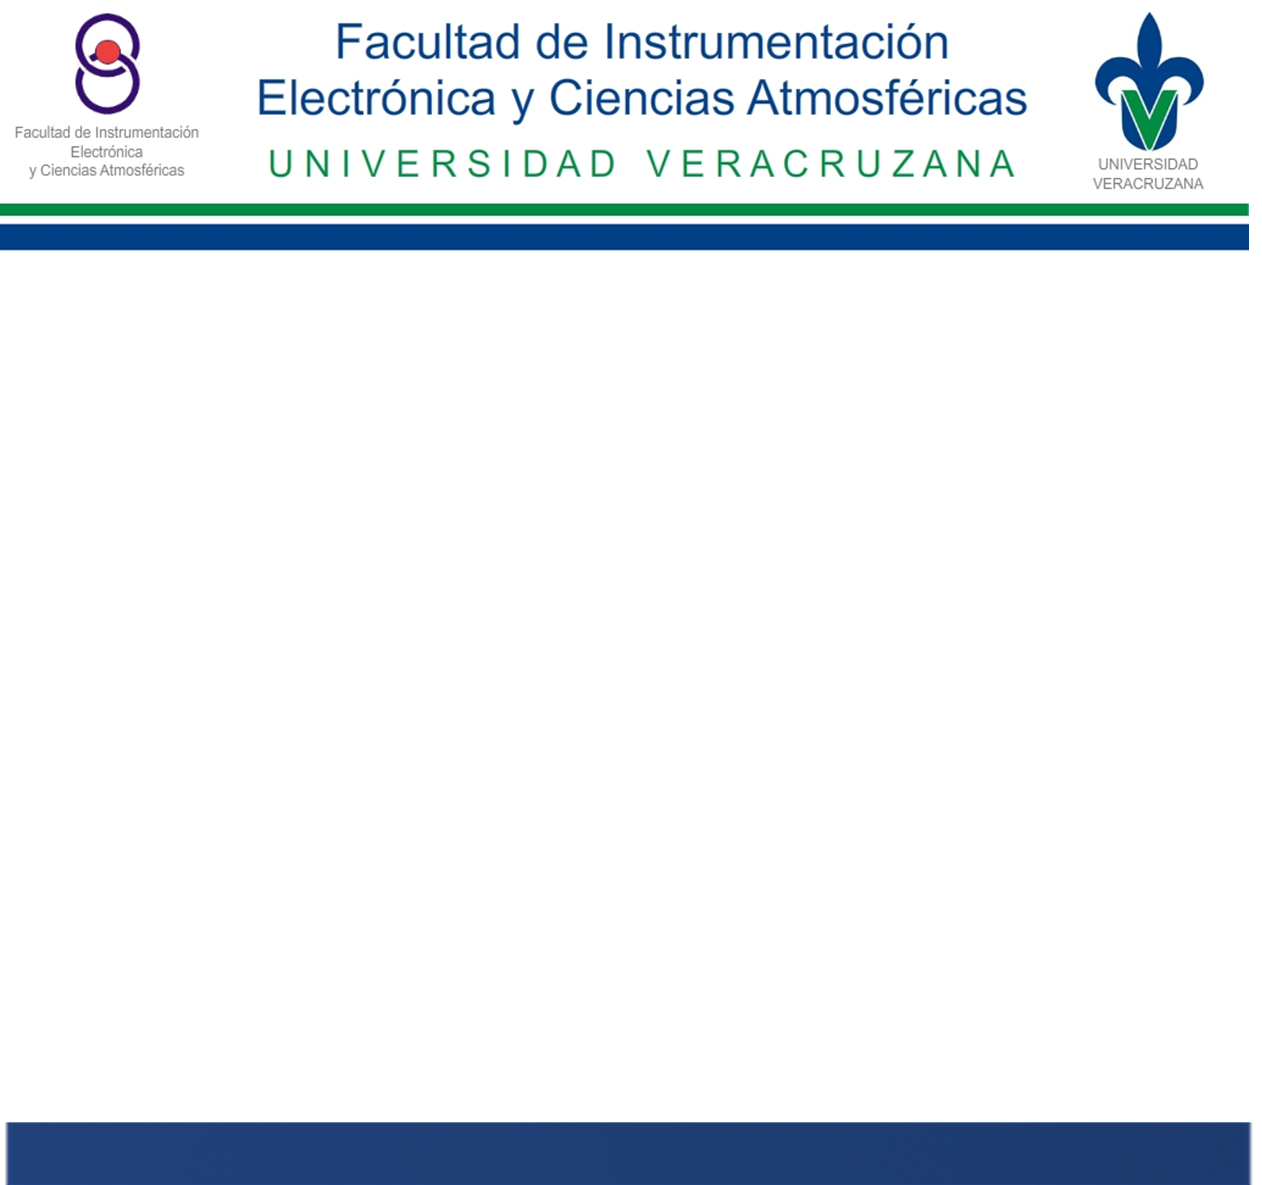 Facultad de Instrumentación
Electrónica y Ciencias Atmosféricas
UNIVERSIDAD VERACRUZANA
Facultad de Instrumentación
Electrónica
y Ciencias Atmosféricas
UNIVERSIDAD
VERACRUZANA